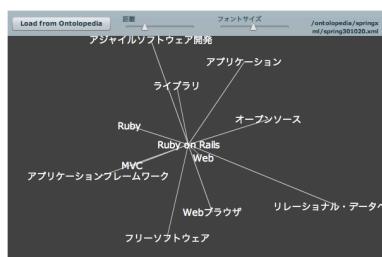 Load from Ontolopedia
距離
フォントサイズ
/ontolopedia/springx
ml/spring301020.xml
アジャイルソフトウェア開発
アプリケーション
ライブラリ
Ruby
オープンソース
Ruby on Rails
Web
MVC
アプリケーションフレームワーク
Webブラウザ
リレーショナル・データベ
フリーソフトウェア